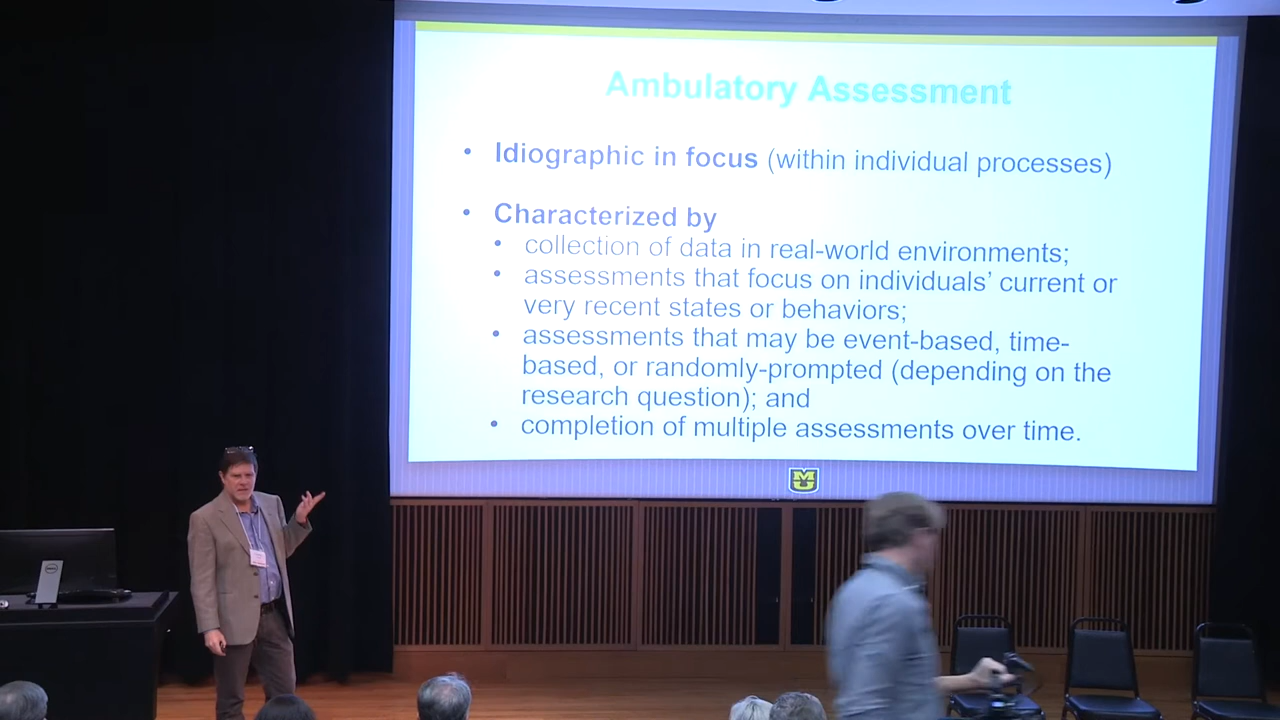 Ambulatory Assessment
• Idiographic in focus (within individual processes)
• Characterized by
• collection of data in real-world environments;
• assessments that focus on individuals’ current or
very recent states or behaviors;
• assessments that may be event-based, time-
based, or randomly-prompted (depending on the
research question); and
• completion of multiple assessments over time.
MU
DELL